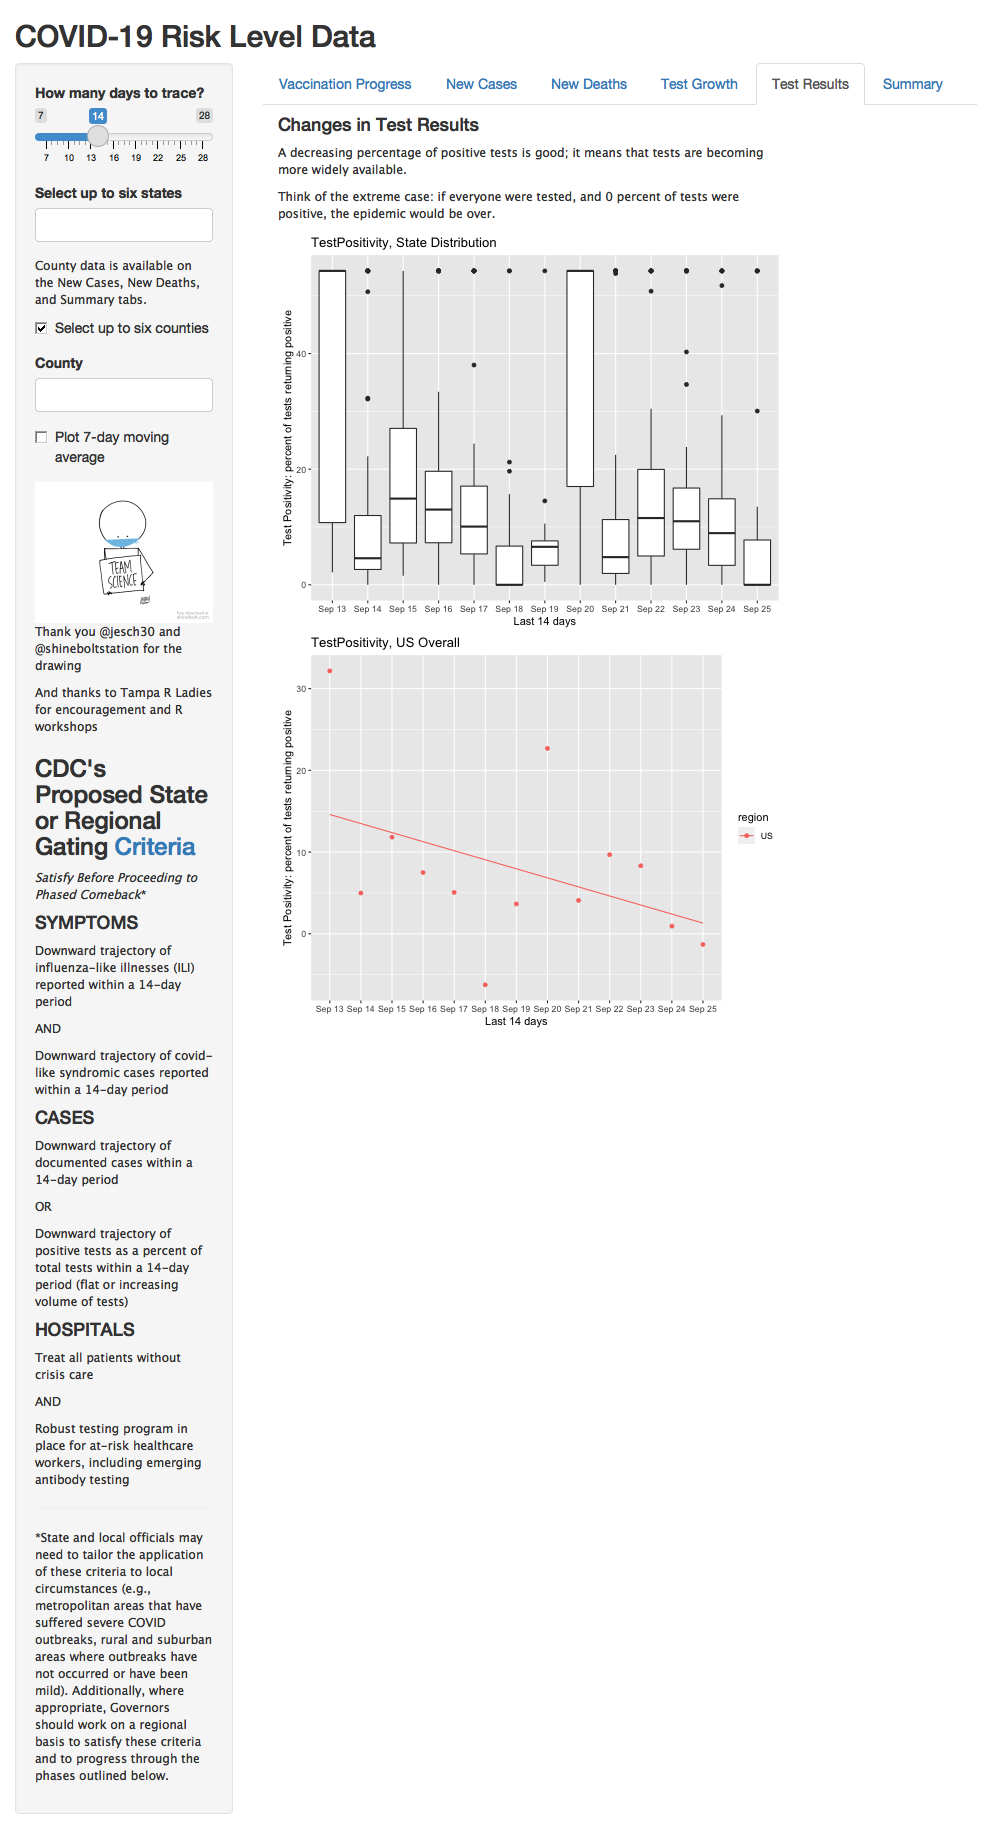 COVID-19 Risk Level Data
How many days to trace?
7 14 28
7 10 13 16 19 22 25 28
Select up to six states
County data is available on
the New Cases, New Deaths,
and Summary tabs.
Select up to six counties
County
Plot 7-day moving
average
TEAM
SCIENCE
Thank you @jesch30 and
@shineboltstation for the
drawing
And thanks to Tampa R Ladies
for encouragement and R
workshops
CDC's
Proposed State
or Regional
Gating Criteria
Satisfy Before Proceeding to
Phased Comeback*
SYMPTOMS
Downward trajectory of
influenza-like illnesses (ILI)
reported within a 14-day
period
AND
Downward trajectory of covid-
like syndromic cases reported
within a 14-day period
CASES
Downward trajectory of
documented cases within a
14-day period
OR
Downward trajectory of
positive tests as a percent of
total tests within a 14-day
period (flat or increasing
volume of tests)
HOSPITALS
Treat all patients without
crisis care
AND
Robust testing program in
place for at-risk healthcare
workers, including emerging
antibody testing
*State and local officials may
need to tailor the application
of these criteria to local
circumstances (e.g.,
metropolitan areas that have
suffered severe COVID
outbreaks, rural and suburban
areas where outbreaks have
not occurred or have been
mild). Additionally, where
appropriate, Governors
should work on a regional
basis to satisfy these criteria
and to progress through the
phases outlined below.
Vaccination Progress New Cases New Deaths Test Growth Test Results Summary
Changes in Test Results
A decreasing percentage of positive tests is good; it means that tests are becoming
more widely available.
Think of the extreme case: if everyone were tested, and 0 percent of tests were
positive, the epidemic would be over.
TestPositivity, State Distribution
Test Positivity: percent of tests returning positive
40
20
0
Sep 13 Sep 14 Sep 15 Sep 16 Sep 17 Sep 18 Sep 19 Sep 20 Sep 21 Sep 22 Sep 23 Sep 24 Sep 25
Last 14 days
TestPositivity, US Overall
Test Positivity: percent of tests returning positive
30
20
10
0
Sep 13 Sep 14 Sep 15 Sep 16 Sep 17 Sep 18 Sep 19 Sep 20 Sep 21 Sep 22 Sep 23 Sep 24 Sep 25
Last 14 days
region
US